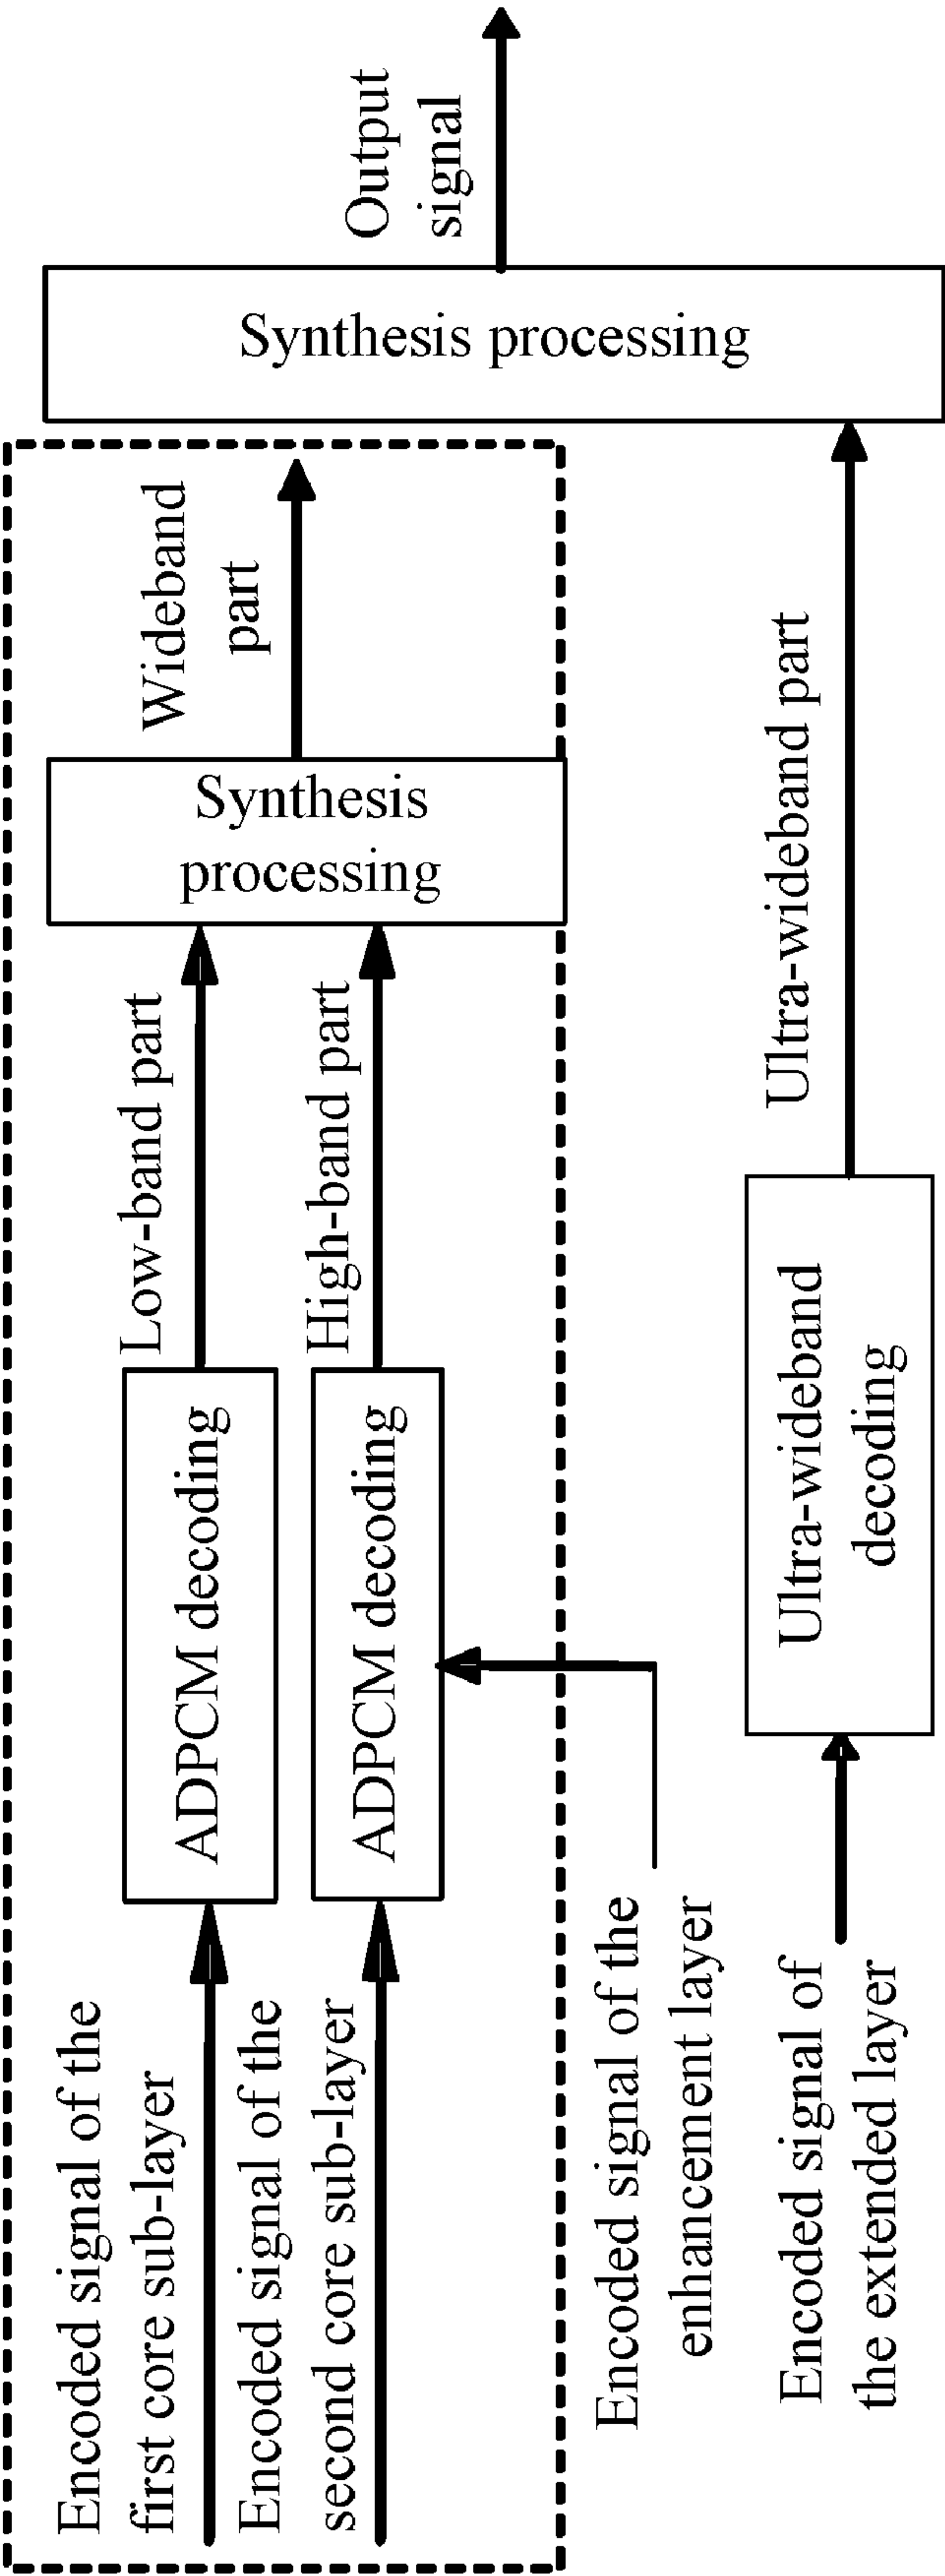 Encoded signal of the
first core sub-layer
ADPCM decoding
Low-band part
Encoded signal of the
second core sub-layer
ADPCM decoding
High-band part
Synthesis
processing
Wideband
part
Encoded signal of the
enhancement layer
Encoded signal of
the extended layer
Ultra-wideband
decoding
Ultra-wideband part
Synthesis processing
Output
signal